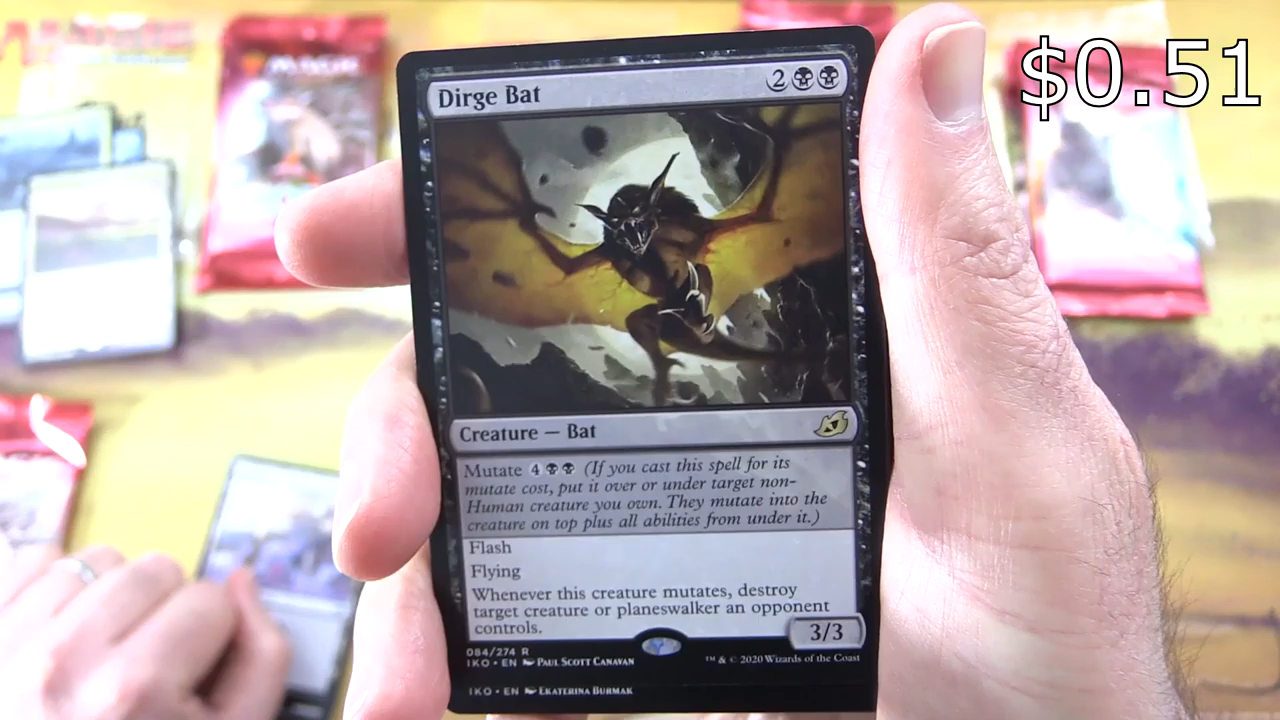 $0.51
Dirge Bat 2
Creature — Bat
Mutate 4 (If you cast this spell for its
mutate cost, put it over or under target non-
Human creature you own. They mutate into the
creature on top plus all abilities from under it.)
Flash
Flying
Whenever this creature mutates, destroy
target creature or planeswalker an opponent
controls.
3/3
084/274 R
IKO • EN PAUL SCOTT CANAVAN
™ & © 2020 Wizards of the Coast
IKO • EN EKATERINA BURMAK